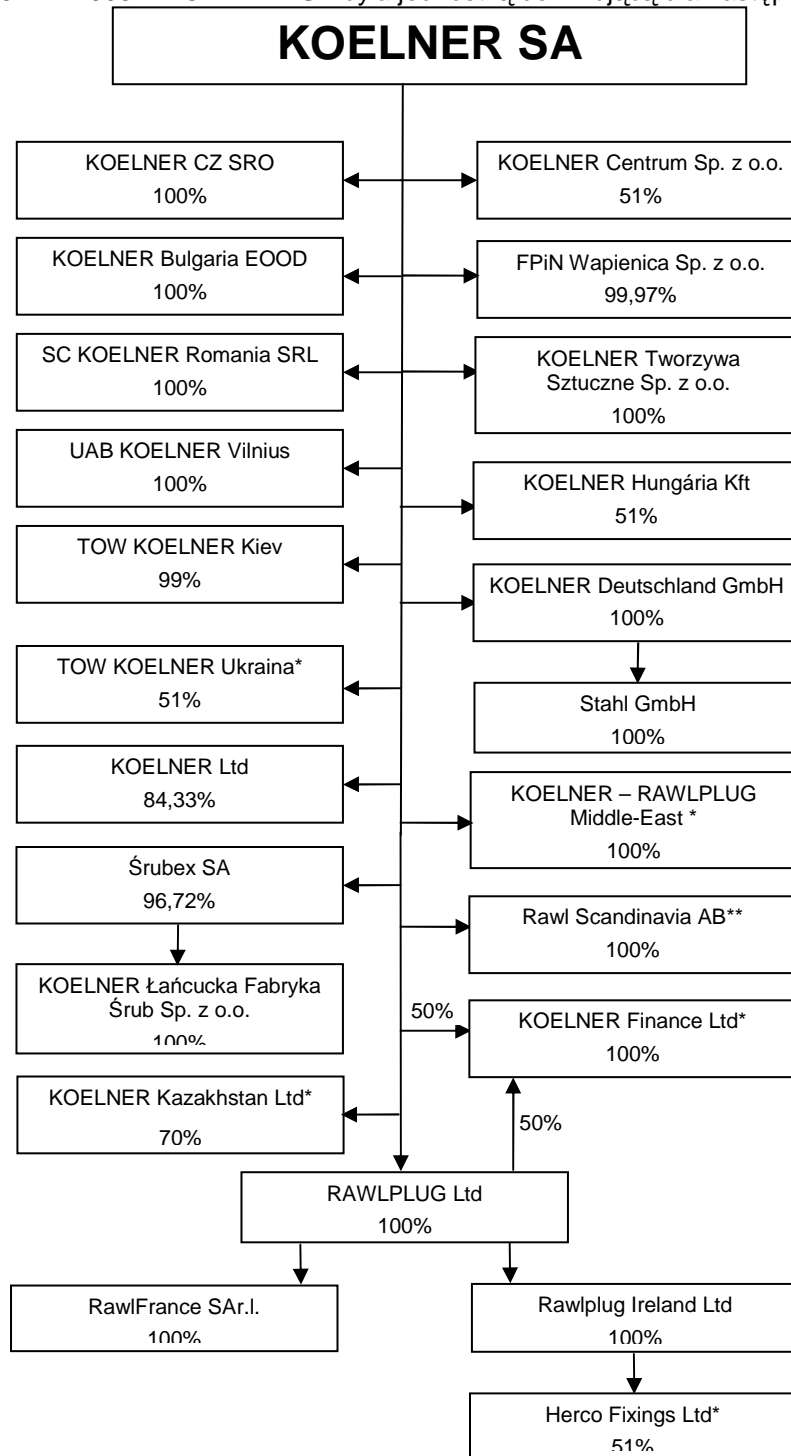 KOELNER SA
KOELNER CZ SRO
100%
KOELNER Centrum Sp. z o.o.
51%
KOELNER Bulgaria EOOD
100%
FPiN Wapienica Sp. z o.o.
99,97%
SC KOELNER Romania SRL
100%
KOELNER Tworzywa
Sztuczne Sp. z o.o.
100%
UAB KOELNER Vilnius
100%
KOELNER Hungária Kft
51%
TOW KOELNER Kiev
99%
KOELNER Deutschland GmbH
100%
TOW KOELNER Ukraina*
51%
Stahl GmbH
100%
KOELNER Ltd
84,33%
KOELNER – RAWLPLUG
Middle-East *
100%
Śrubex SA
96,72%
Rawl Scandinavia AB**
100%
KOELNER Łańcucka Fabryka
Śrub Sp. z o.o.
100%
50%
KOELNER Finance Ltd*
100%
KOELNER Kazakhstan Ltd*
70%
50%
RAWLPLUG Ltd
100%
RawlFrance SAr.l.
100%
Rawlplug Ireland Ltd
100%
Herco Fixings Ltd*
51%